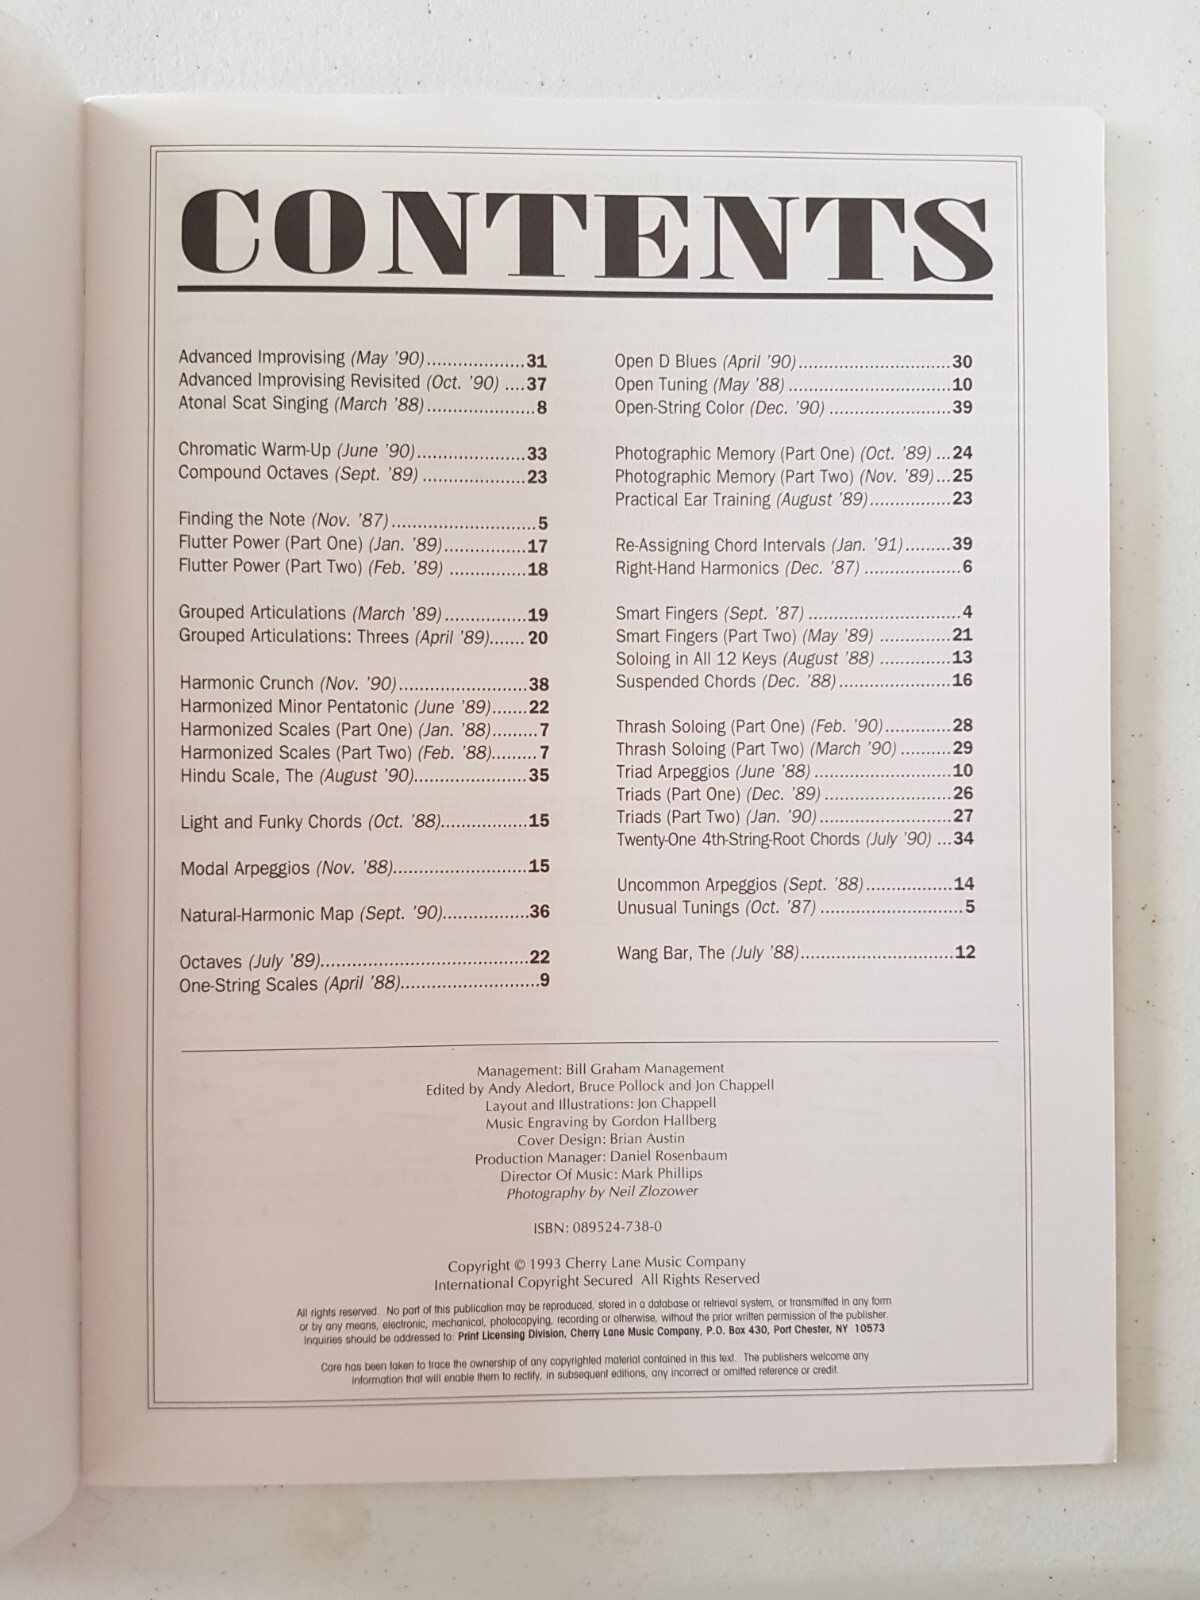 CONTENTS
Advanced Improvising (May '90)...................31
Advanced Improvising Revisited (Oct. '90) ....37
Atonal Scat Singing (March '88).....................8
Chromatic Warm-Up (June '90).....................33
Compound Octaves (Sept. '89) ....................23
Finding the Note (Nov. '87)............................5
Flutter Power (Part One) (Jan. '89)................17
Flutter Power (Part Two) (Feb. '89) ...............18
Grouped Articulations (March '89)................19
Grouped Articulations: Threes (April '89).......20
Harmonic Crunch (Nov. '90).........................38
Harmonized Minor Pentatonic (June '89).......22
Harmonized Scales (Part One) (Jan. '88).........7
Harmonized Scales (Part Two) (Feb. '88).........7
Hindu Scale, The (August '90)......................35
Light and Funky Chords (Oct. '88).................15
Modal Arpeggios (Nov. '88)..........................15
Natural-Harmonic Map (Sept. '90).................36
Octaves (July '89)........................................22
One-String Scales (April '88)...........................9
Open D Blues (April '90).............................30
Open Tuning (May '88) ...............................10
Open-String Color (Dec. '90) .......................39
Photographic Memory (Part One) (Oct. '89) ...24
Photographic Memory (Part Two) (Nov. '89)...25
Practical Ear Training (August '89)................23
Re-Assigning Chord Intervals (Jan. '91).........39
Right-Hand Harmonics (Dec. '87) ...................6
Smart Fingers (Sept. '87) .............................4
Smart Fingers (Part Two) (May '89) ..............21
Soloing in All 12 Keys (August '88) ..............13
Suspended Chords (Dec. '88)......................16
Thrash Soloing (Part One) (Feb. '90).............28
Thrash Soloing (Part Two) (March '90) ..........29
Triad Arpeggios (June '88) ..........................10
Triads (Part One) (Dec. '89) ........................26
Triads (Part Two) (Jan. '90).........................27
Twenty-One 4th-String-Root Chords (July '90) ...34
Uncommon Arpeggios (Sept. '88).................14
Unusual Tunings (Oct. '87) ............................5
Wang Bar, The (July '88).............................12
Management: Bill Graham Management
Edited by Andy Aledort, Bruce Pollock and Jon Chappell
Layout and Illustrations: Jon Chappell
Music Engraving by Gordon Hallberg
Cover Design: Brian Austin
Production Manager: Daniel Rosenbaum
Director Of Music: Mark Phillips
Photography by Neil Zlozower
ISBN: 089524-738-0
Copyright © 1993 Cherry Lane Music Company
International Copyright Secured All Rights Reserved
All rights reserved. No part of this publication may be reproduced, stored in a database or retrieval system, or transmitted in any form
or by any means, electronic, mechanical, photocopying, recording or otherwise, without the prior written permission of the publisher.
Inquiries should be addressed to: Print Licensing Division, Cherry Lane Music Company, P.O. Box 430, Port Chester, NY 10573
Care has been taken to trace the ownership of any copyrighted material contained in this text. The publishers welcome any
information that will enable them to rectify, in subsequent editions, any incorrect or omitted reference or credit.